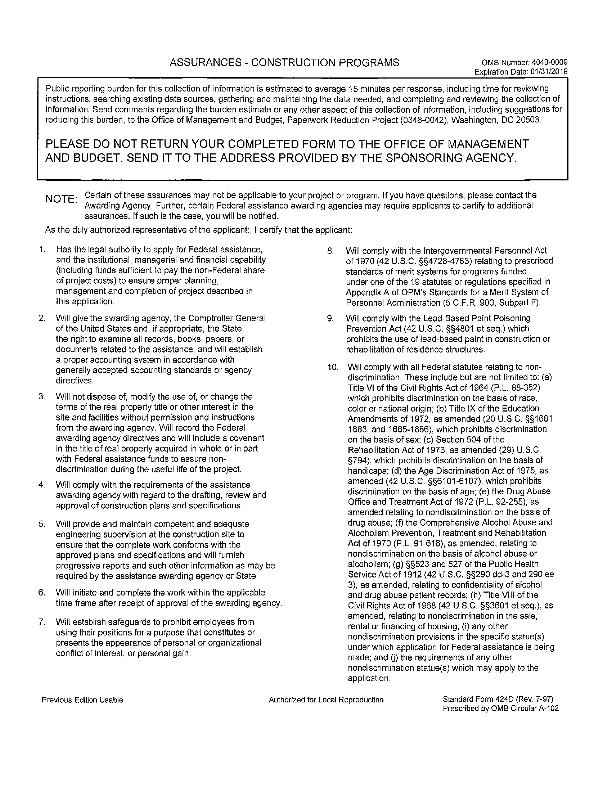 ASSURANCES - CONSTRUCTION PROGRAMS
OMB Number: 4040-0009
Expiration Date: 01/31/2019
Public reporting burden for this collection of information is estimated to average 15 minutes per response, including time for reviewing
instructions, searching existing data sources, gathering and maintaining the data needed, and completing and reviewing the collection of
information. Send comments regarding the burden estimate or any other aspect of this collection of information, including suggestions for
reducing this burden, to the Office of Management and Budget, Paperwork Reduction Project (0348-0042), Washington, DC 20503.
PLEASE DO NOT RETURN YOUR COMPLETED FORM TO THE OFFICE OF MANAGEMENT
AND BUDGET. SEND IT TO THE ADDRESS PROVIDED BY THE SPONSORING AGENCY.
NOTE: Certain of these assurances may not be applicable to your project or program. If you have questions, please contact the
Awarding Agency. Further, certain Federal assistance awarding agencies may require applicants to certify to additional
assurances. If such is the case, you will be notified.
As the duly authorized representative of the applicant:, I certify that the applicant:
1. Has the legal authority to apply for Federal assistance,
and the institutional, managerial and financial capability
(including funds sufficient to pay the non-Federal share
of project costs) to ensure proper planning,
management and completion of project described in
this application.
2. Will give the awarding agency, the Comptroller General
of the United States and, if appropriate, the State,
the right to examine all records, books, papers, or
documents related to the assistance; and will establish
a proper accounting system in accordance with
generally accepted accounting standards or agency
directives.
3. Will not dispose of, modify the use of, or change the
terms of the real property title or other interest in the
site and facilities without permission and instructions
from the awarding agency. Will record the Federal
awarding agency directives and will include a covenant
in the title of real property acquired in whole or in part
with Federal assistance funds to assure non-
discrimination during the useful life of the project.
4. Will comply with the requirements of the assistance
awarding agency with regard to the drafting, review and
approval of construction plans and specifications.
5. Will provide and maintain competent and adequate
engineering supervision at the construction site to
ensure that the complete work conforms with the
approved plans and specifications and will furnish
progressive reports and such other information as may be
required by the assistance awarding agency or State.
6. Will initiate and complete the work within the applicable
time frame after receipt of approval of the awarding agency.
7. Will establish safeguards to prohibit employees from
using their positions for a purpose that constitutes or
presents the appearance of personal or organizational
conflict of interest, or personal gain.
8. Will comply with the Intergovernmental Personnel Act
of 1970 (42 U.S.C. §§4728-4763) relating to prescribed
standards of merit systems for programs funded
under one of the 19 statutes or regulations specified in
Appendix A of OPM's Standards for a Merit System of
Personnel Administration (5 C.F.R. 900, Subpart F).
9. Will comply with the Lead-Based Paint Poisoning
Prevention Act (42 U.S.C. §§4801 et seq.) which
prohibits the use of lead-based paint in construction or
rehabilitation of residence structures.
10. Will comply with all Federal statutes relating to non-
discrimination. These include but are not limited to: (a)
Title VI of the Civil Rights Act of 1964 (P.L. 88-352)
which prohibits discrimination on the basis of race,
color or national origin; (b) Title IX of the Education
Amendments of 1972, as amended (20 U.S.C. §§1681
1683, and 1685-1686), which prohibits discrimination
on the basis of sex; (c) Section 504 of the
Rehabilitation Act of 1973, as amended (29) U.S.C.
§794), which prohibits discrimination on the basis of
handicaps; (d) the Age Discrimination Act of 1975, as
amended (42 U.S.C. §§6101-6107), which prohibits
discrimination on the basis of age; (e) the Drug Abuse
Office and Treatment Act of 1972 (P.L. 92-255), as
amended relating to nondiscrimination on the basis of
drug abuse; (f) the Comprehensive Alcohol Abuse and
Alcoholism Prevention, Treatment and Rehabilitation
Act of 1970 (P.L. 91-616), as amended, relating to
nondiscrimination on the basis of alcohol abuse or
alcoholism; (g) §§523 and 527 of the Public Health
Service Act of 1912 (42 U.S.C. §§290 dd-3 and 290 ee
3), as amended, relating to confidentiality of alcohol
and drug abuse patient records; (h) Title VIII of the
Civil Rights Act of 1968 (42 U.S.C. §§3601 et seq.), as
amended, relating to nondiscrimination in the sale,
rental or financing of housing; (i) any other
nondiscrimination provisions in the specific statue(s)
under which application for Federal assistance is being
made; and (j) the requirements of any other
nondiscrimination statue(s) which may apply to the
application.
Previous Edition Usable
Authorized for Local Reproduction
Standard Form 424D (Rev. 7-97)
Prescribed by OMB Circular A-102